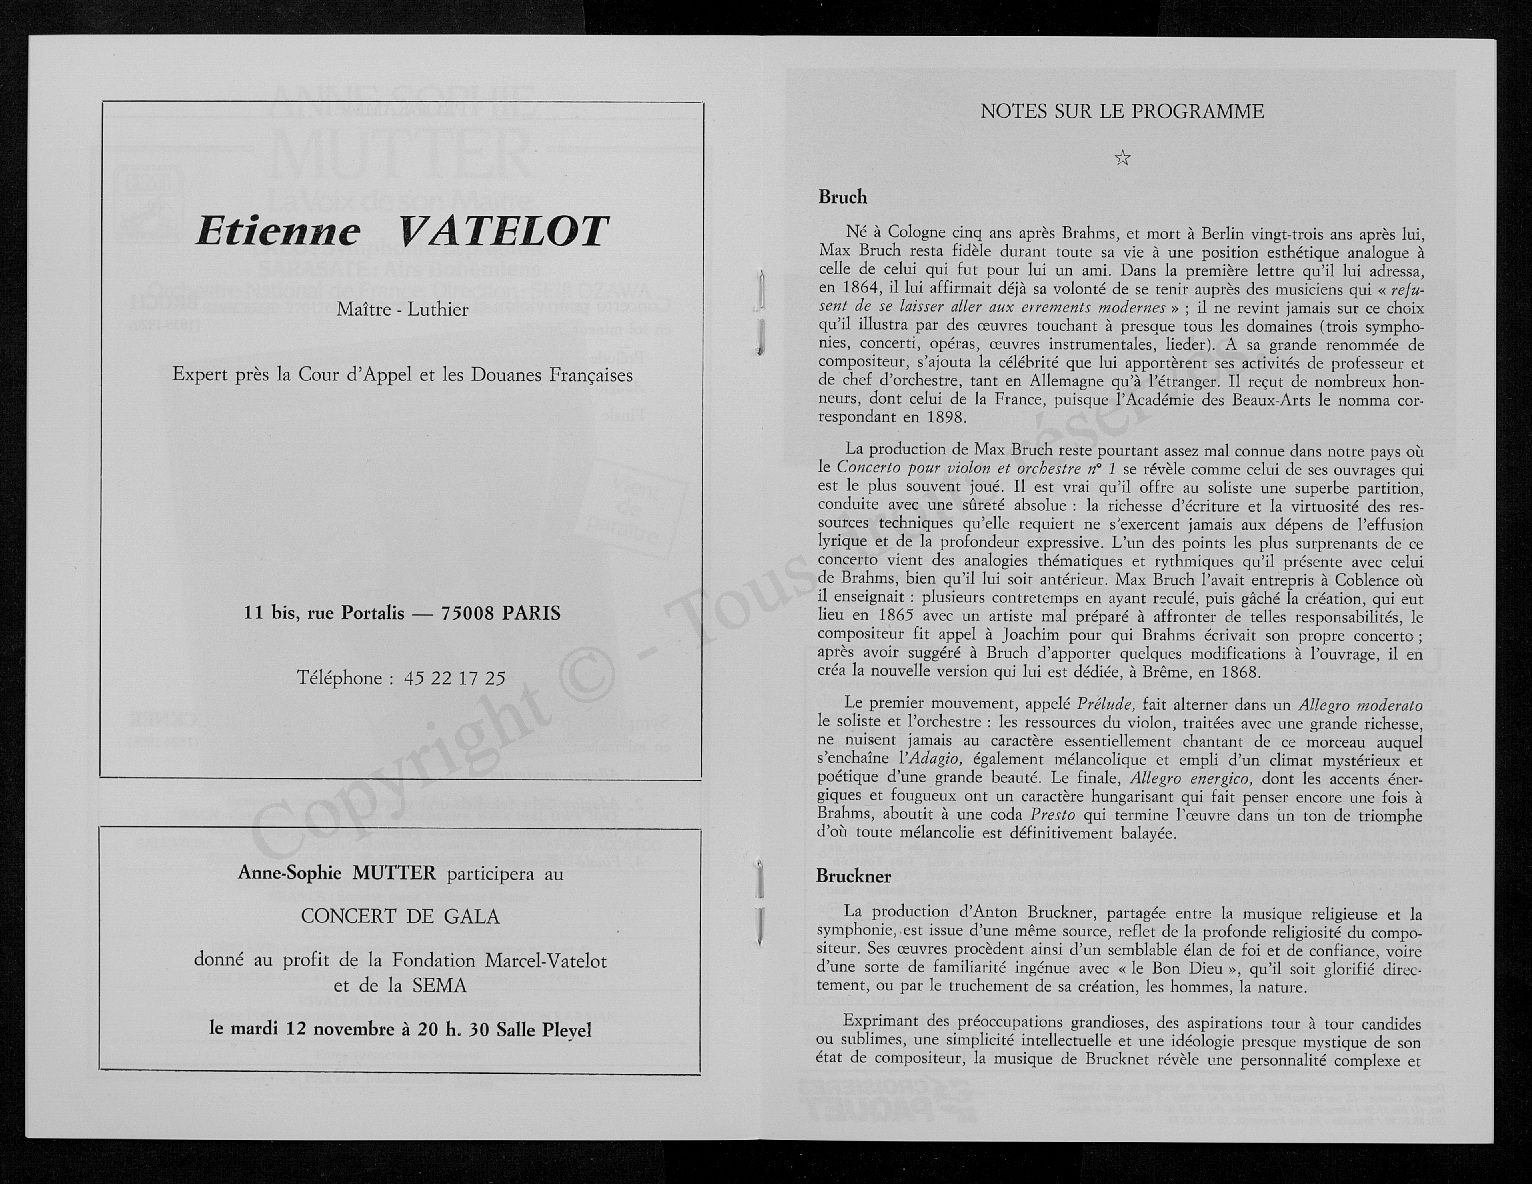 Etienne VATELOT
Maître - Luthier
Expert près la Cour d'Appel et les Douanes Françaises
11 bis, rue Portalis — 75008 PARIS
Téléphone : 45 22 17 25
Anne-Sophie MUTTER participera au
CONCERT DE GALA
donné au profit de la Fondation Marcel-Vatelot
et de la SEMA
le mardi 12 novembre à 20 h. 30 Salle Pleyel
NOTES SUR LE PROGRAMME
☆
Bruch
Né à Cologne cinq ans après Brahms, et mort à Berlin vingt-trois ans après lui,
Max Bruch resta fidèle durant toute sa vie à une position esthétique analogue à
celle de celui qui fut pour lui un ami. Dans la première lettre qu'il lui adressa,
en 1864, il lui affirmait déjà sa volonté de se tenir auprès des musiciens qui « refu-
sent de se laisser aller aux errements modernes » ; il ne revint jamais sur ce choix
qu'il illustra par des œuvres touchant à presque tous les domaines (trois sympho-
nies, concerti, opéras, œuvres instrumentales, lieder). A sa grande renommée de
compositeur, s'ajouta la célébrité que lui apportèrent ses activités de professeur et
de chef d'orchestre, tant en Allemagne qu'à l'étranger. Il reçut de nombreux hon-
neurs, dont celui de la France, puisque l'Académie des Beaux-Arts le nomma cor-
respondant en 1898.
La production de Max Bruch reste pourtant assez mal connue dans notre pays où
le Concerto pour violon et orchestre n° 1 se révèle comme celui de ses ouvrages qui
est le plus souvent joué. Il est vrai qu'il offre au soliste une superbe partition,
conduite avec une sûreté absolue : la richesse d'écriture et la virtuosité des res-
sources techniques qu'elle requiert ne s'exercent jamais aux dépens de l'effusion
lyrique et de la profondeur expressive. L'un des points les plus surprenants de ce
concerto vient des analogies thématiques et rythmiques qu'il présente avec celui
de Brahms, bien qu'il lui soit antérieur. Max Bruch l'avait entrepris à Coblence où
il enseignait : plusieurs contretemps en ayant reculé, puis gâché la création, qui eut
lieu en 1865 avec un artiste mal préparé à affronter de telles responsabilités, le
compositeur fit appel à Joachim pour qui Brahms écrivait son propre concerto ;
après avoir suggéré à Bruch d'apporter quelques modifications à l'ouvrage, il en
créa la nouvelle version qui lui est dédiée, à Brême, en 1868.
Le premier mouvement, appelé Prélude, fait alterner dans un Allegro moderato
le soliste et l'orchestre : les ressources du violon, traitées avec une grande richesse,
ne nuisent jamais au caractère essentiellement chantant de ce morceau auquel
s'enchaîne l'Adagio, également mélancolique et empli d'un climat mystérieux et
poétique d'une grande beauté. Le finale, Allegro energico, dont les accents éner-
giques et fougueux ont un caractère hungarisant qui fait penser encore une fois à
Brahms, aboutit à une coda Presto qui termine l'œuvre dans un ton de triomphe
d'où toute mélancolie est définitivement balayée.
Bruckner
La production d'Anton Bruckner, partagée entre la musique religieuse et la
symphonie, est issue d'une même source, reflet de la profonde religiosité du compo-
siteur. Ses œuvres procèdent ainsi d'un semblable élan de foi et de confiance, voire
d'une sorte de familiarité ingénue avec « le Bon Dieu », qu'il soit glorifié direc-
tement, ou par le truchement de sa création, les hommes, la nature.
Exprimant des préoccupations grandioses, des aspirations tour à tour candides
ou sublimes, une simplicité intellectuelle et une idéologie presque mystique de son
état de compositeur, la musique de Brucknet révèle une personnalité complexe et
Copyright © - Tous droits réservés